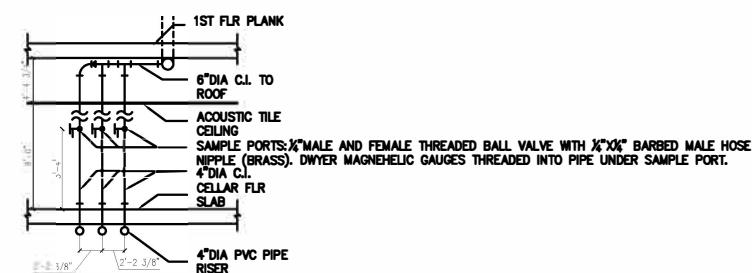 1ST FLR PLANK
6"DIA C.I. TO
ROOF
ACOUSTIC TILE
CEILING
SAMPLE PORTS:¼"MALE AND FEMALE THREADED BALL VALVE WITH ¼"X¼" BARBED MALE HOSE
NIPPLE (BRASS). DWYER MAGNEHELIC GAUGES THREADED INTO PIPE UNDER SAMPLE PORT.
4"DIA C.I.
CELLAR FLR
SLAB
4"DIA PVC PIPE
RISER
3'-4"
2'-2 3/8"